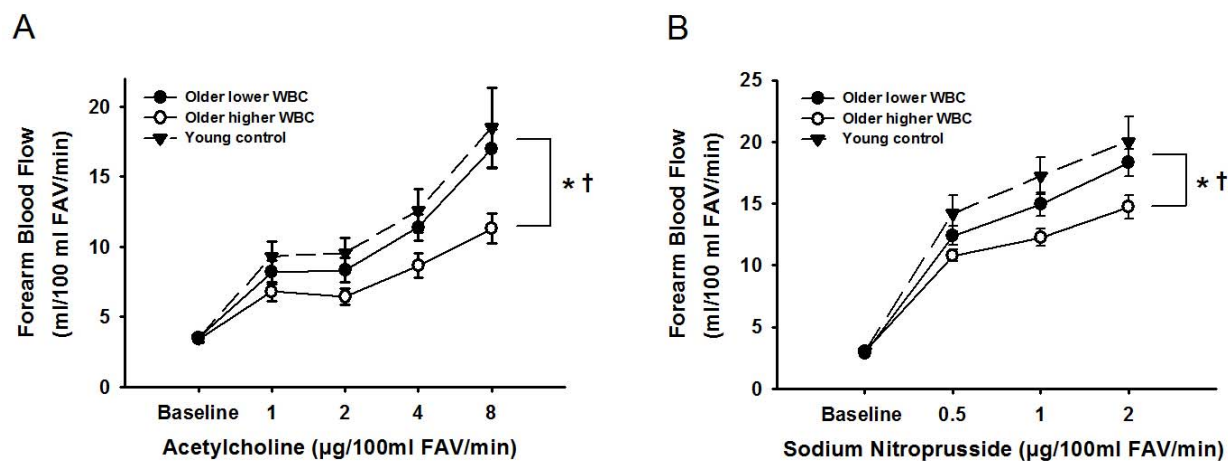 A
Forearm Blood Flow
(ml/100 ml FAV/min)
20
15
10
5
0
Older lower WBC
Older higher WBC
Young control
* †
Baseline 1 2 4 8
Acetylcholine (µg/100ml FAV/min)
B
Forearm Blood Flow
(ml/100 ml FAV/min)
25
20
15
10
5
0
Older lower WBC
Older higher WBC
Young control
* †
Baseline 0.5 1 2
Sodium Nitroprusside (µg/100ml FAV/min)